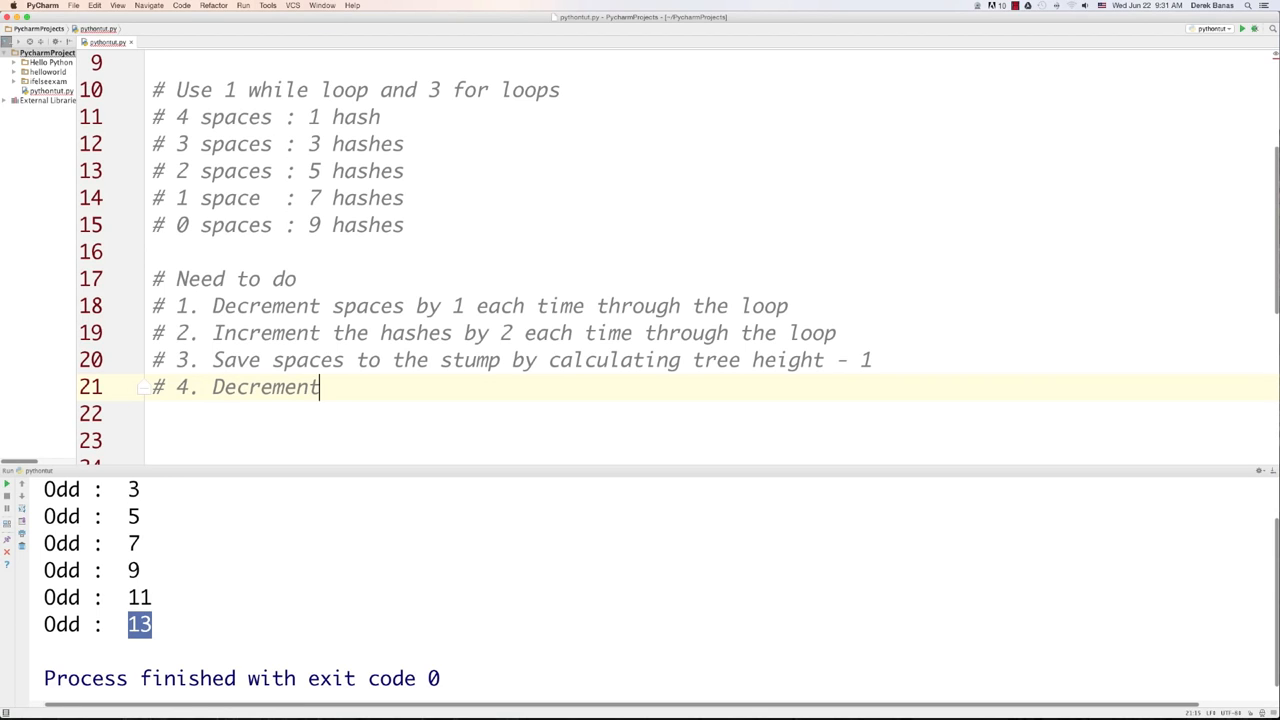 PyCharm File Edit View Navigate Code Refactor Run Tools VCS Window Help 10 Wed Jun 22 9:31 AM Derek Banas
pythontut.py - PycharmProjects - [~/PycharmProjects]
PycharmProjects pythontut.py pythontut
pythontut.py
PycharmProject
Hello Python
helloworld
ifelseexam
pythontut.py
External Librarie
9
10 # Use 1 while loop and 3 for loops
11 # 4 spaces : 1 hash
12 # 3 spaces : 3 hashes
13 # 2 spaces : 5 hashes
14 # 1 space  : 7 hashes
15 # 0 spaces : 9 hashes
16
17 # Need to do
18 # 1. Decrement spaces by 1 each time through the loop
19 # 2. Increment the hashes by 2 each time through the loop
20 # 3. Save spaces to the stump by calculating tree height - 1
21 # 4. Decrement
22
23
24
Run pythontut
Odd : 3
Odd : 5
Odd : 7
Odd : 9
Odd : 11
Odd : 13
Process finished with exit code 0
21:15 LF÷ UTF-8÷